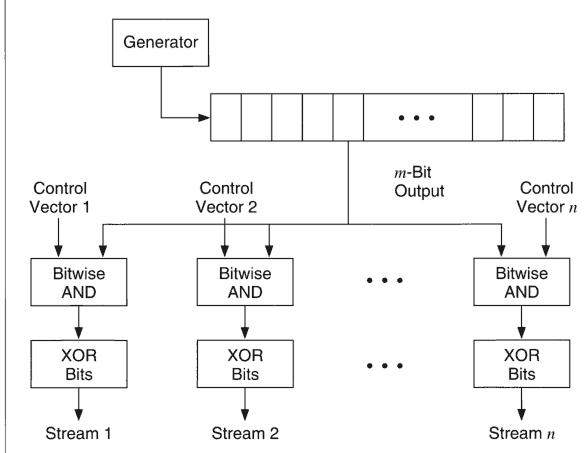 Generator
• • •
m-Bit
Output
Control
Vector 1
Control
Vector 2
Control
Vector n
Bitwise
AND
Bitwise
AND
• • •
Bitwise
AND
XOR
Bits
XOR
Bits
• • •
XOR
Bits
Stream 1
Stream 2
Stream n